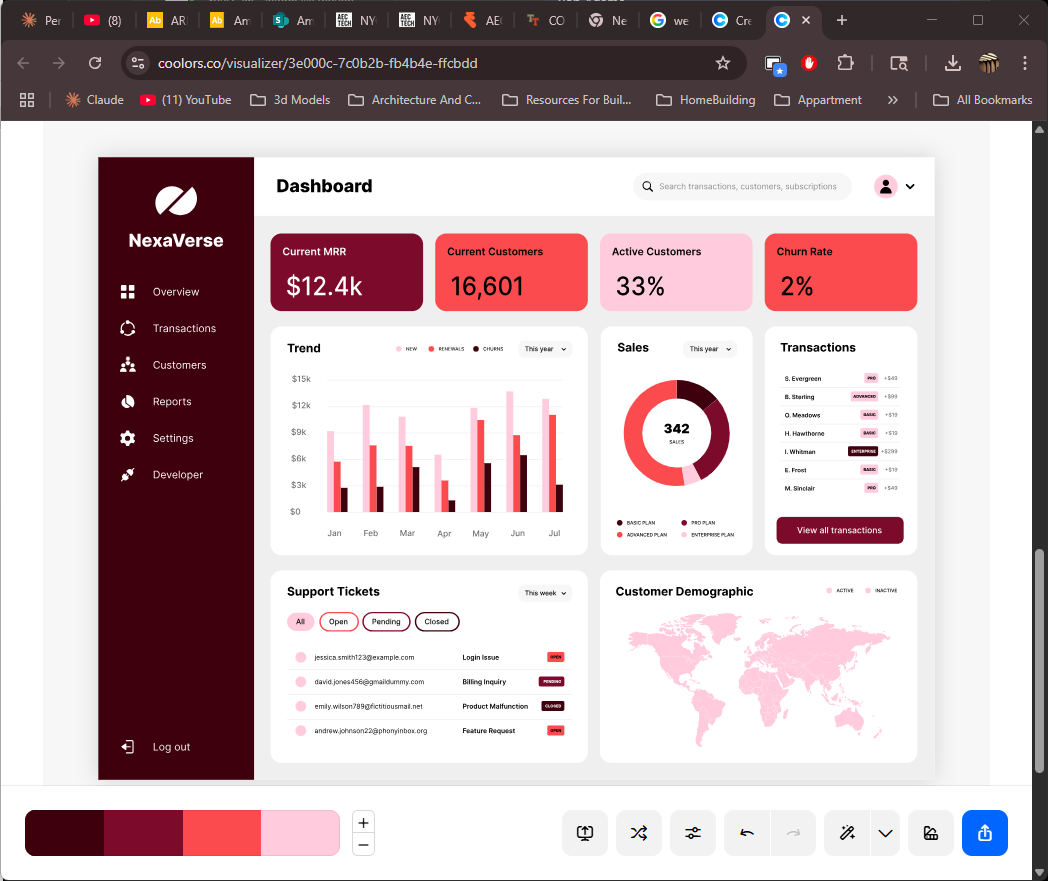 Per
(8)
AR
Am
Am
NY
NY
AE
CO
Ne
we
Cre
coolors.co/visualizer/3e000c-7c0b2b-fb4b4e-ffcbdd
Claude
(11) YouTube
3d Models
Architecture And C...
Resources For Buil...
HomeBuilding
Appartment
All Bookmarks
NexaVerse
Overview
Transactions
Customers
Reports
Settings
Developer
Log out
Dashboard
Search transactions, customers, subscriptions
Current MRR
$12.4k
Current Customers
16,601
Active Customers
33%
Churn Rate
2%
Trend
NEW RENEWALS CHURNS
This year
$15k
$12k
$9k
$6k
$3k
$0
Jan Feb Mar Apr May Jun Jul
Sales
This year
342
SALES
BASIC PLAN PRO PLAN
ADVANCED PLAN ENTERPRISE PLAN
Transactions
S. Evergreen PRO +$49
B. Sterling ADVANCED +$99
O. Meadows BASIC +$19
H. Hawthorne BASIC +$19
I. Whitman ENTERPRISE +$299
E. Frost BASIC +$19
M. Sinclair PRO +$49
View all transactions
Support Tickets
This week
All Open Pending Closed
jessica.smith123@example.com Login Issue OPEN
david.jones456@gmaildummy.com Billing Inquiry PENDING
emily.wilson789@fictitiousmail.net Product Malfunction CLOSED
andrew.johnson22@phonyinbox.org Feature Request OPEN
Customer Demographic
ACTIVE INACTIVE